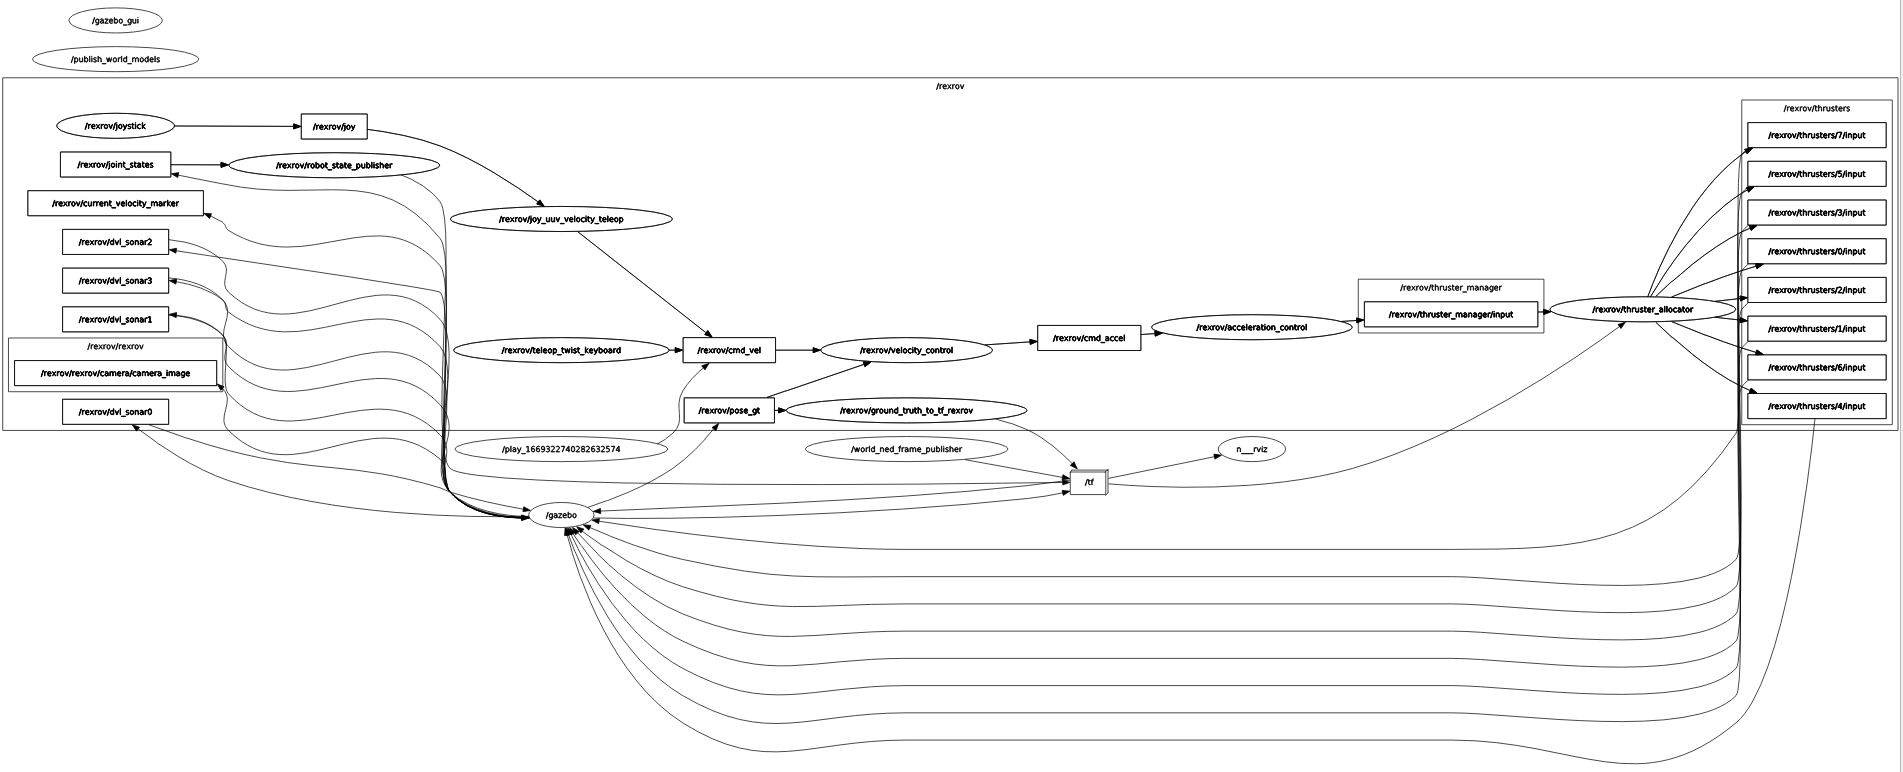 /gazebo_gui
/publish_world_models
/rexrov
/rexrov/thrusters
/rexrov/joystick
/rexrov/joy
/rexrov/thrusters/7/input
/rexrov/joint_states
/rexrov/robot_state_publisher
/rexrov/thrusters/5/input
/rexrov/current_velocity_marker
/rexrov/joy_uuv_velocity_teleop
/rexrov/thrusters/3/input
/rexrov/dvl_sonar2
/rexrov/thrusters/0/input
/rexrov/dvl_sonar3
/rexrov/thruster_manager
/rexrov/thrusters/2/input
/rexrov/dvl_sonar1
/rexrov/thruster_manager/input
/rexrov/thruster_allocator
/rexrov/acceleration_control
/rexrov/thrusters/1/input
/rexrov/rexrov
/rexrov/teleop_twist_keyboard
/rexrov/cmd_vel
/rexrov/velocity_control
/rexrov/cmd_accel
/rexrov/rexrov/camera/camera_image
/rexrov/thrusters/6/input
/rexrov/dvl_sonar0
/rexrov/pose_gt
/rexrov/ground_truth_to_tf_rexrov
/rexrov/thrusters/4/input
/play_1669322740282632574
/world_ned_frame_publisher
n___rviz
/tf
/gazebo